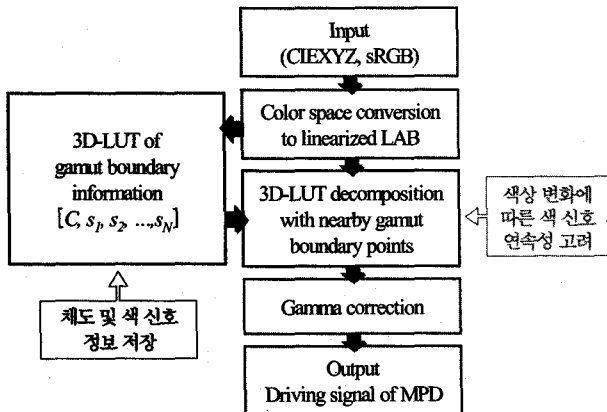 Input
(CIEXYZ, sRGB)
Color space conversion
to linearized LAB
3D-LUT of
gamut boundary
information
[C, s₁, s₂, ...,s_N]
3D-LUT decomposition
with nearby gamut
boundary points
색상 변화에
따른 색 신호
연속성 고려
채도 및 색 신호
정보 저장
Gamma correction
Output
Driving signal of MPD